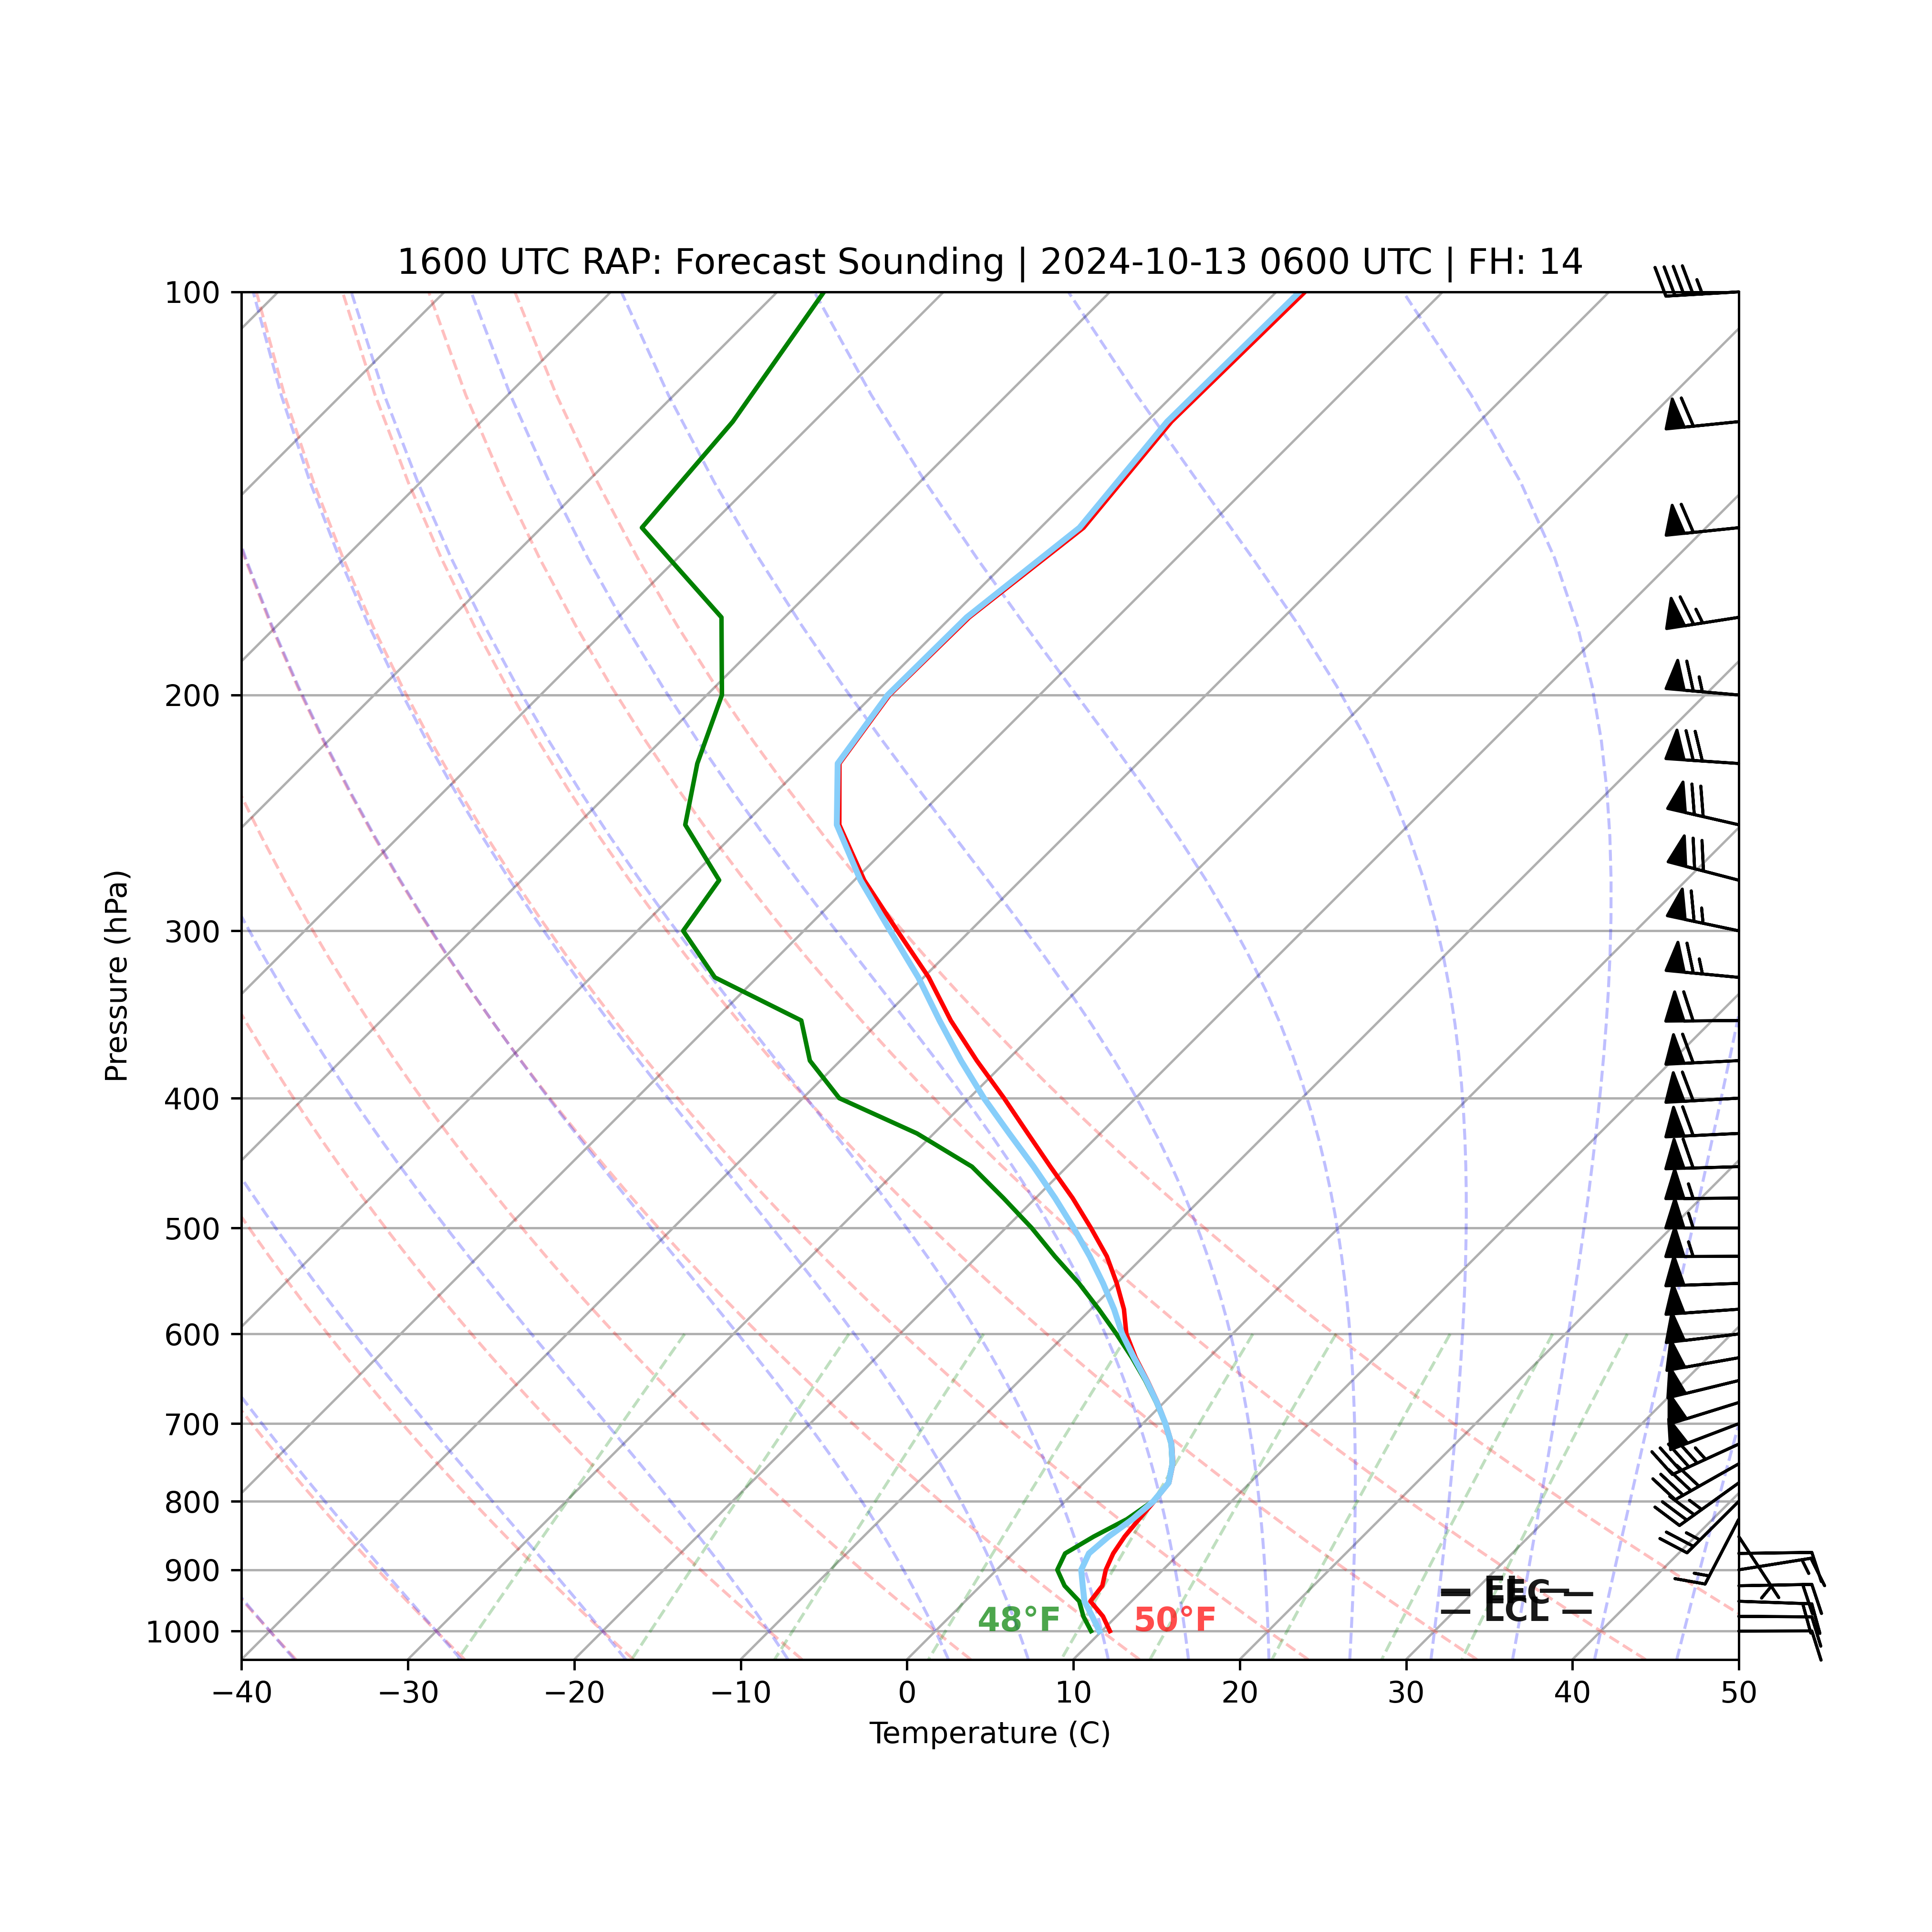 1600 UTC RAP: Forecast Sounding | 2024-10-13 0600 UTC | FH: 14
100
200
300
400
500
600
700
800
900
1000
Pressure (hPa)
48°F 50°F
— LCL —
−40 −30 −20 −10 0 10 20 30 40 50
Temperature (C)